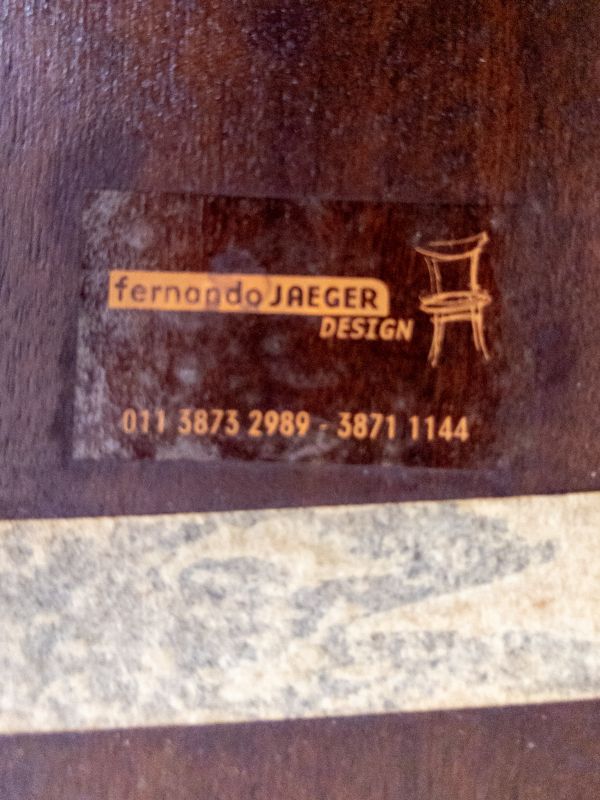 fernando JAEGER
DESIGN
011 3873 2989 - 3871 1144